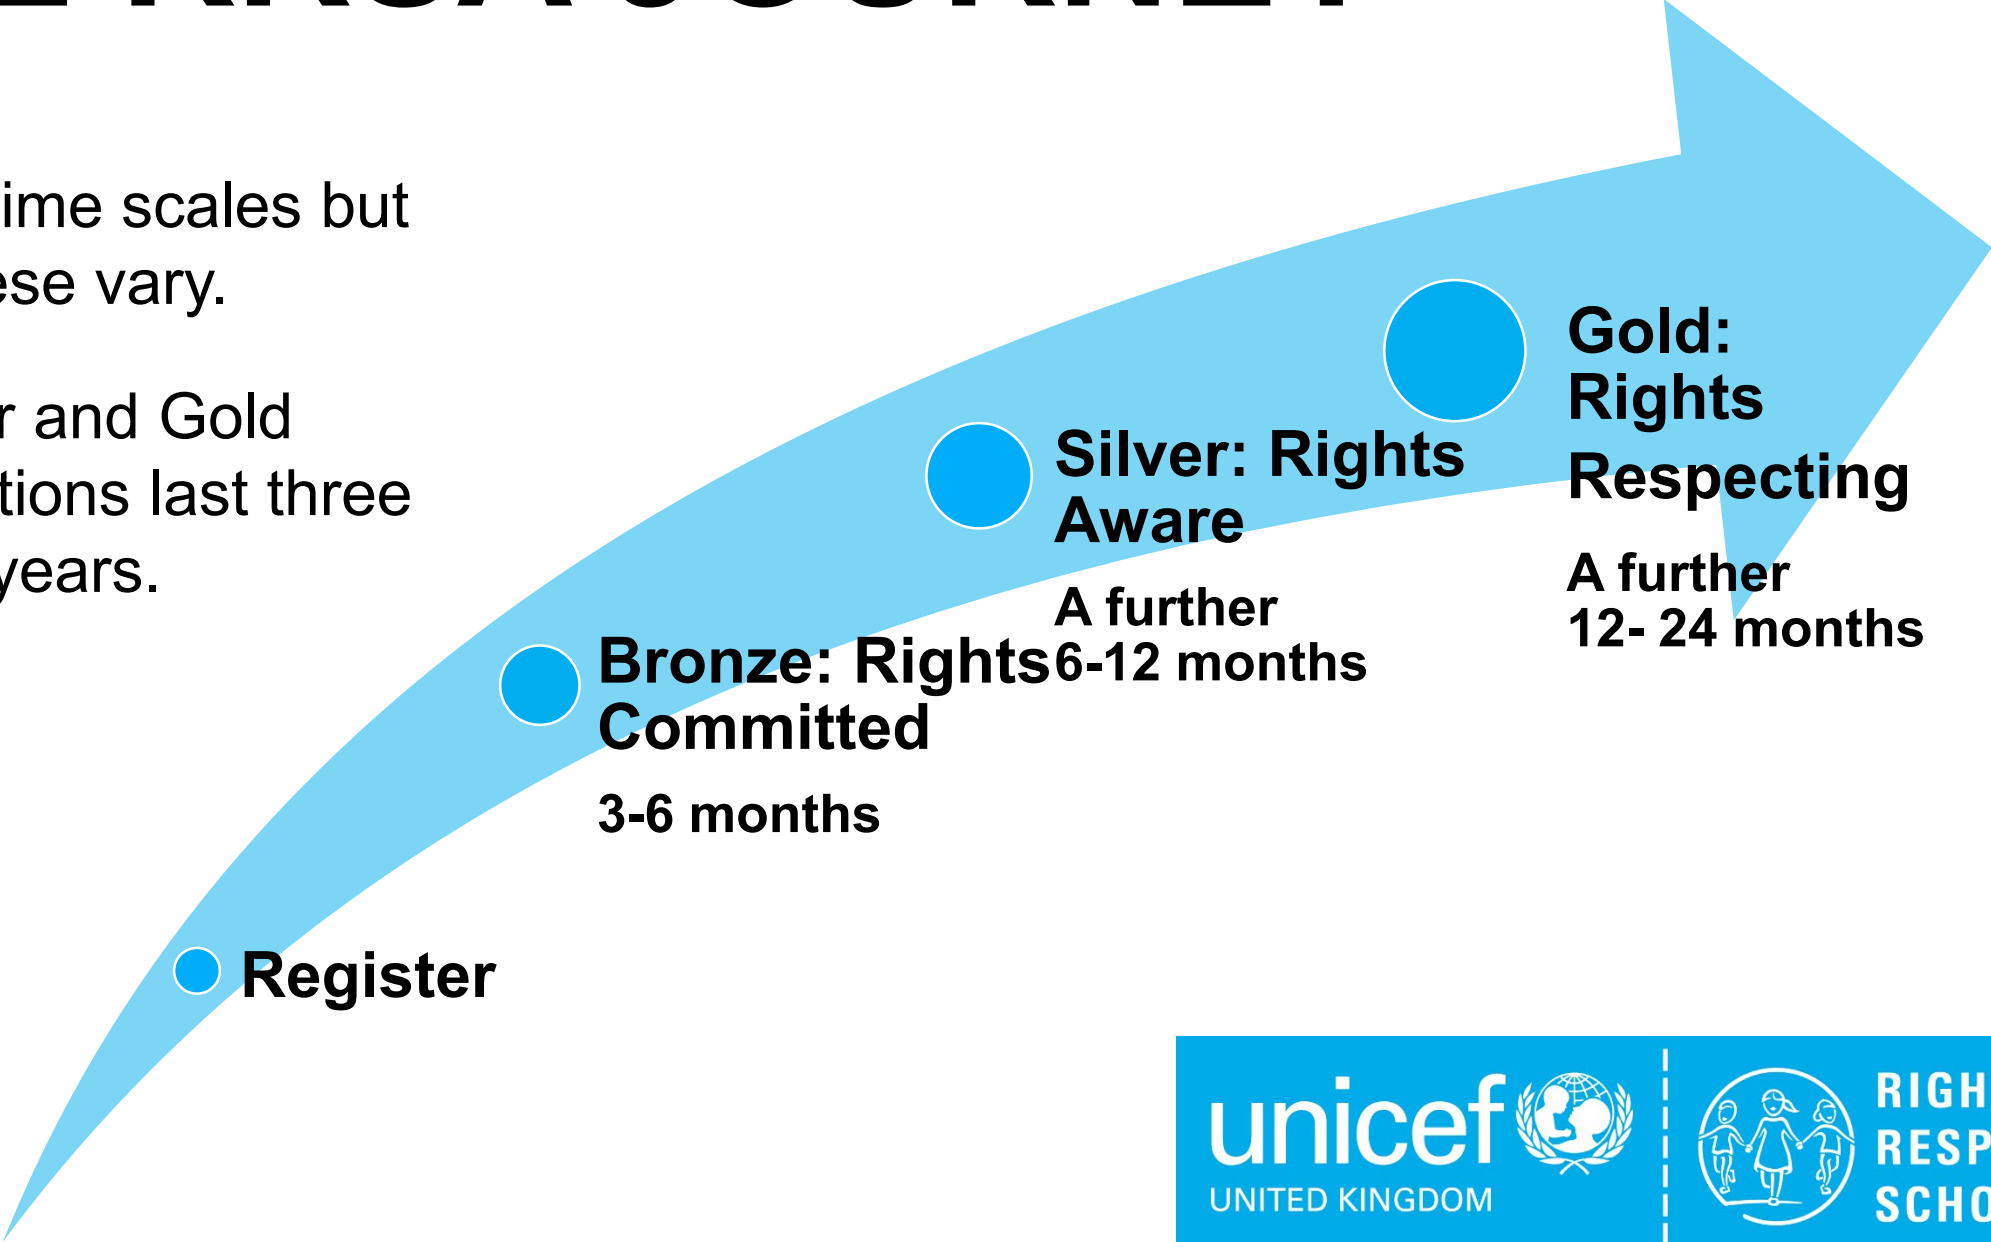 RRSA JOURNEY
ime scales but
ese vary.
r and Gold
tions last three
years.
Gold:
Rights
Respecting
A further
12- 24 months
Silver: Rights
Aware
A further
6-12 months
Bronze: Rights
Committed
3-6 months
Register
unicef
UNITED KINGDOM
RIGH
RESP
SCHO